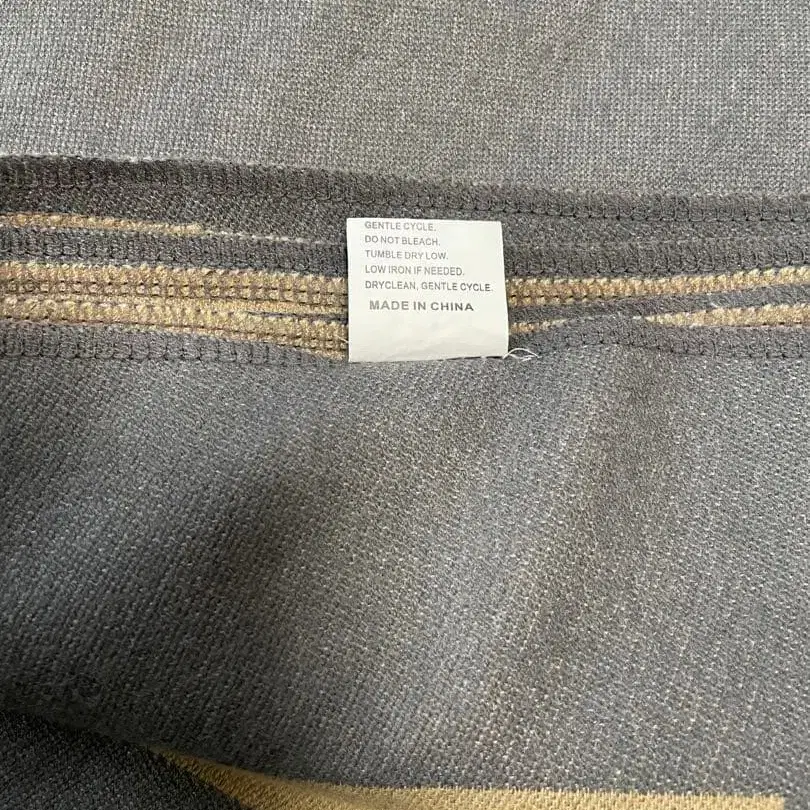 GENTLE CYCLE.
DO NOT BLEACH.
TUMBLE DRY LOW.
LOW IRON IF NEEDED.
DRYCLEAN, GENTLE CYCLE.
MADE IN CHINA